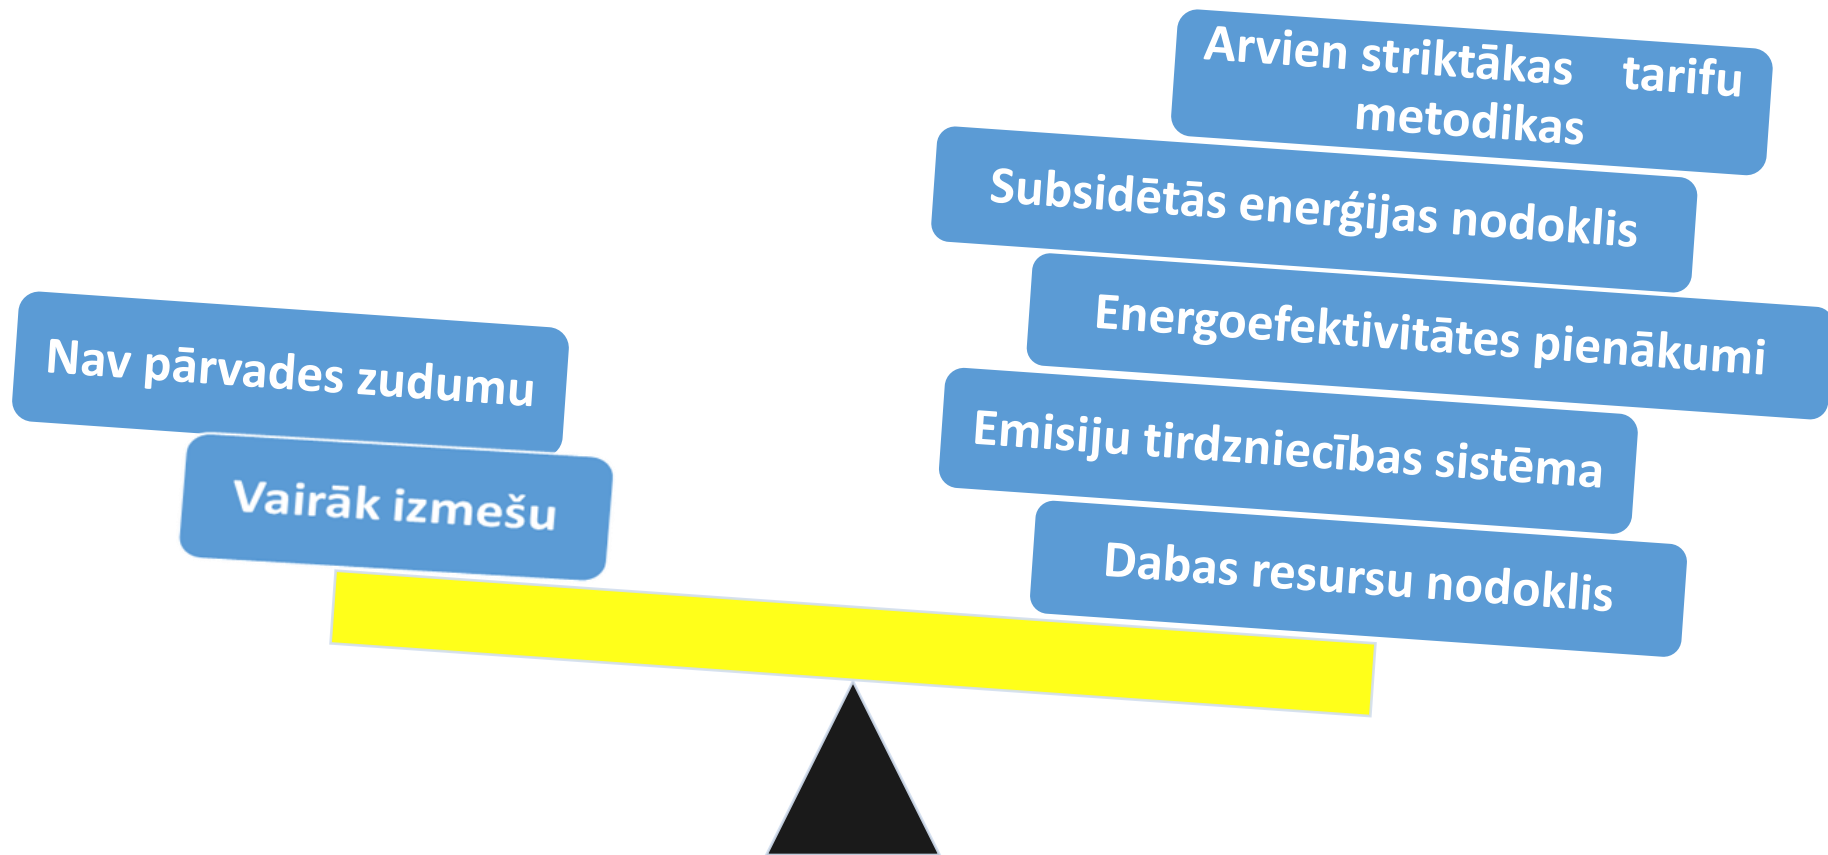 Nav pārvades zudumu
Vairāk izmešu
Arvien striktākas tarifu
metodikas
Subsidētās enerģijas nodoklis
Energoefektivitātes pienākumi
Emisiju tirdzniecības sistēma
Dabas resursu nodoklis